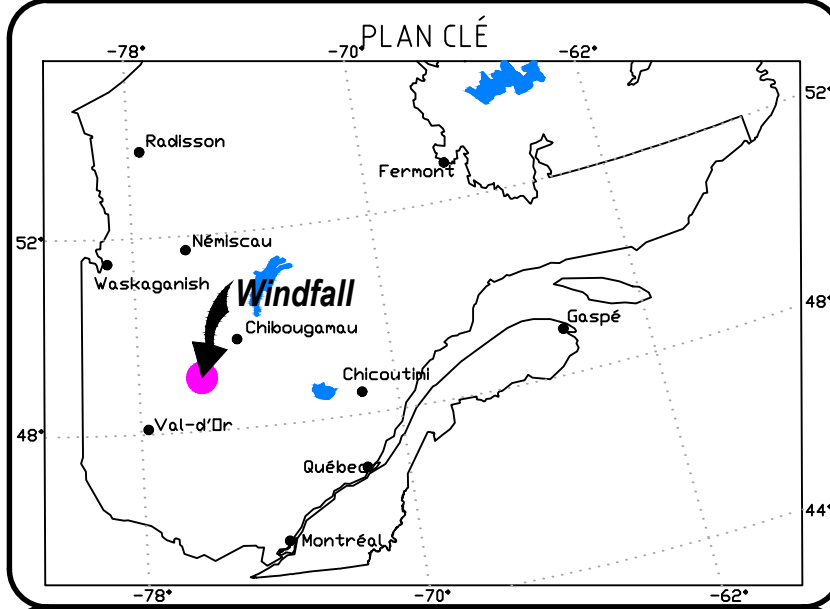 PLAN CLÉ
-78° -70° -62°
52°
Radisson
Fermont
52°
Némiscau
Waskaganish
Windfall
48°
Gaspé
Chibougamau
Chicoutimi
Val-d'▯r
48°
Québec
44°
Montréal
-78° -70° -62°